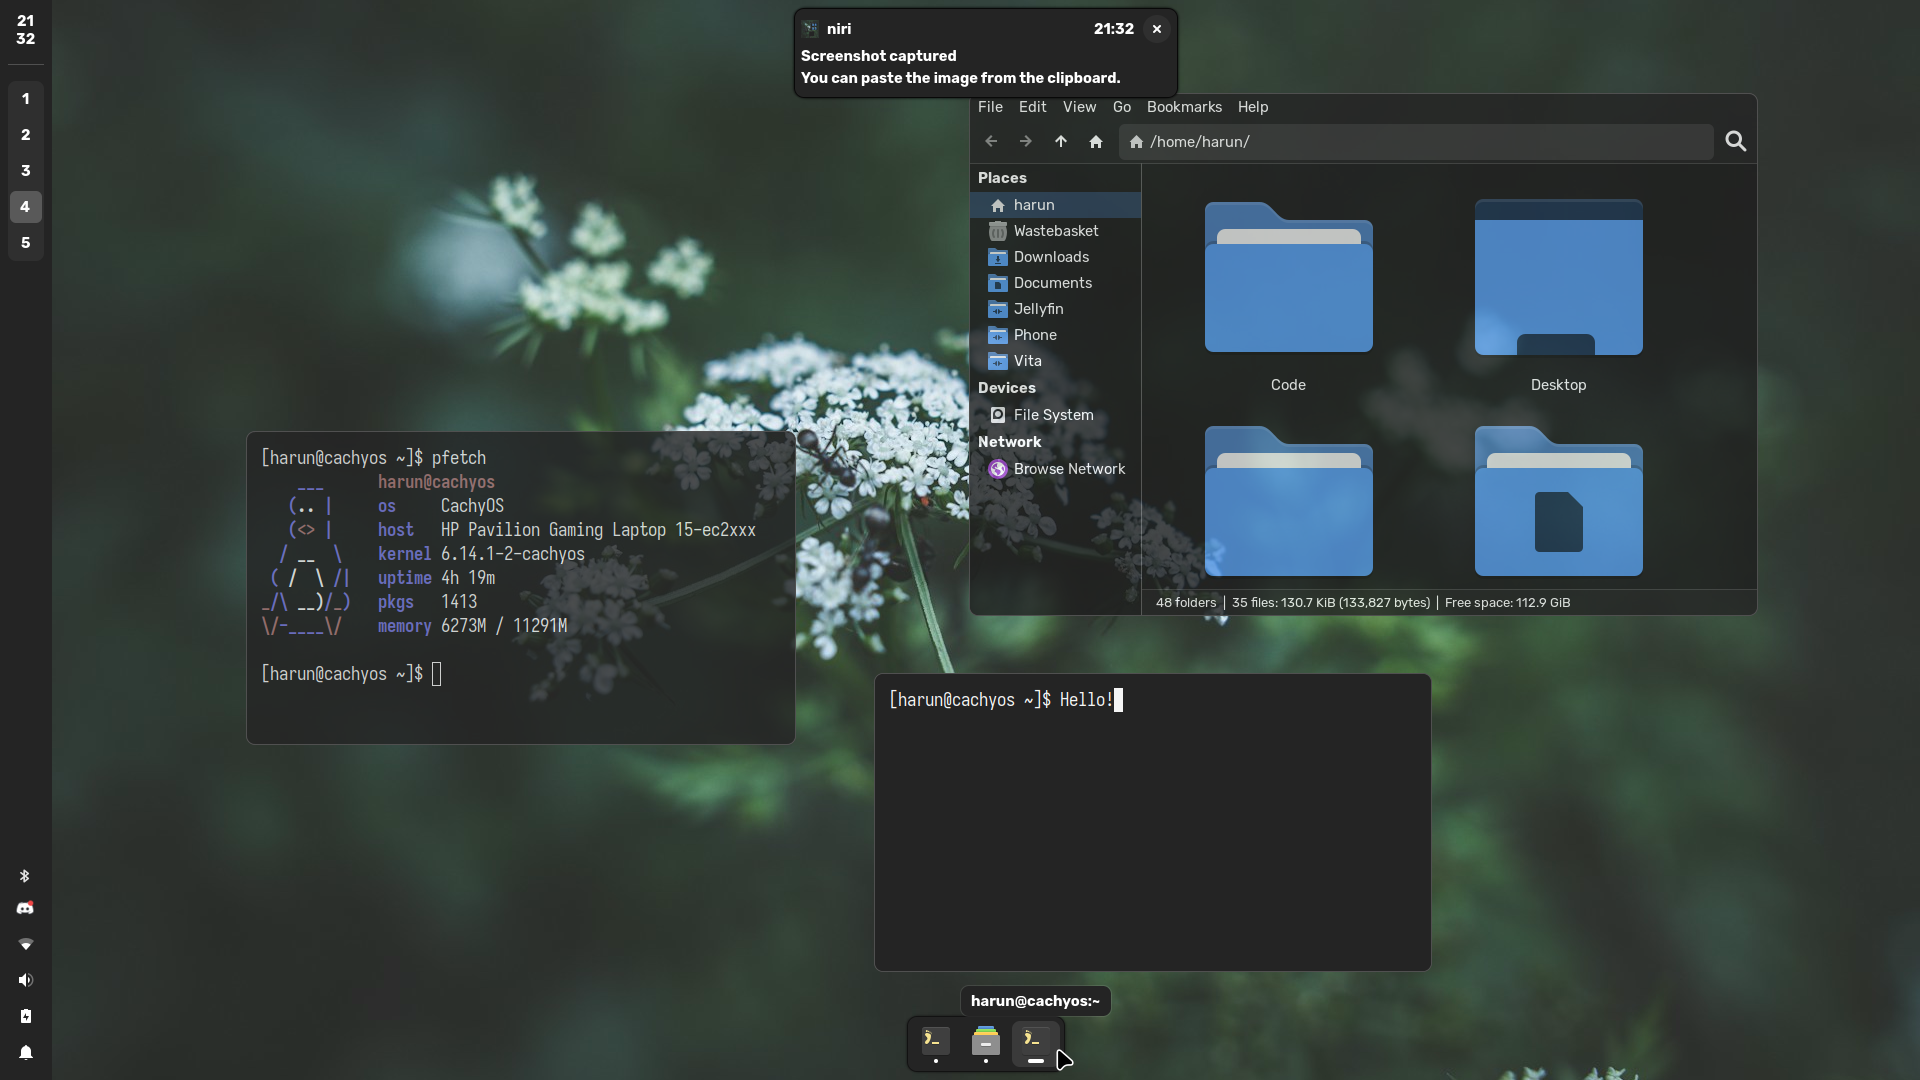 21
32
1
2
3
4
5
niri 21:32
Screenshot captured
You can paste the image from the clipboard.
File Edit View Go Bookmarks Help
/home/harun/
Places
harun
Wastebasket
Downloads
Documents
Jellyfin
Phone
Vita
Devices
File System
Network
Browse Network
Code Desktop
48 folders | 35 files: 130.7 KiB (133,827 bytes) | Free space: 112.9 GiB
[harun@cachyos ~]$ pfetch
harun@cachyos
os CachyOS
host HP Pavilion Gaming Laptop 15-ec2xxx
kernel 6.14.1-2-cachyos
uptime 4h 19m
pkgs 1413
memory 6273M / 11291M
[harun@cachyos ~]$
[harun@cachyos ~]$ Hello!
harun@cachyos:~